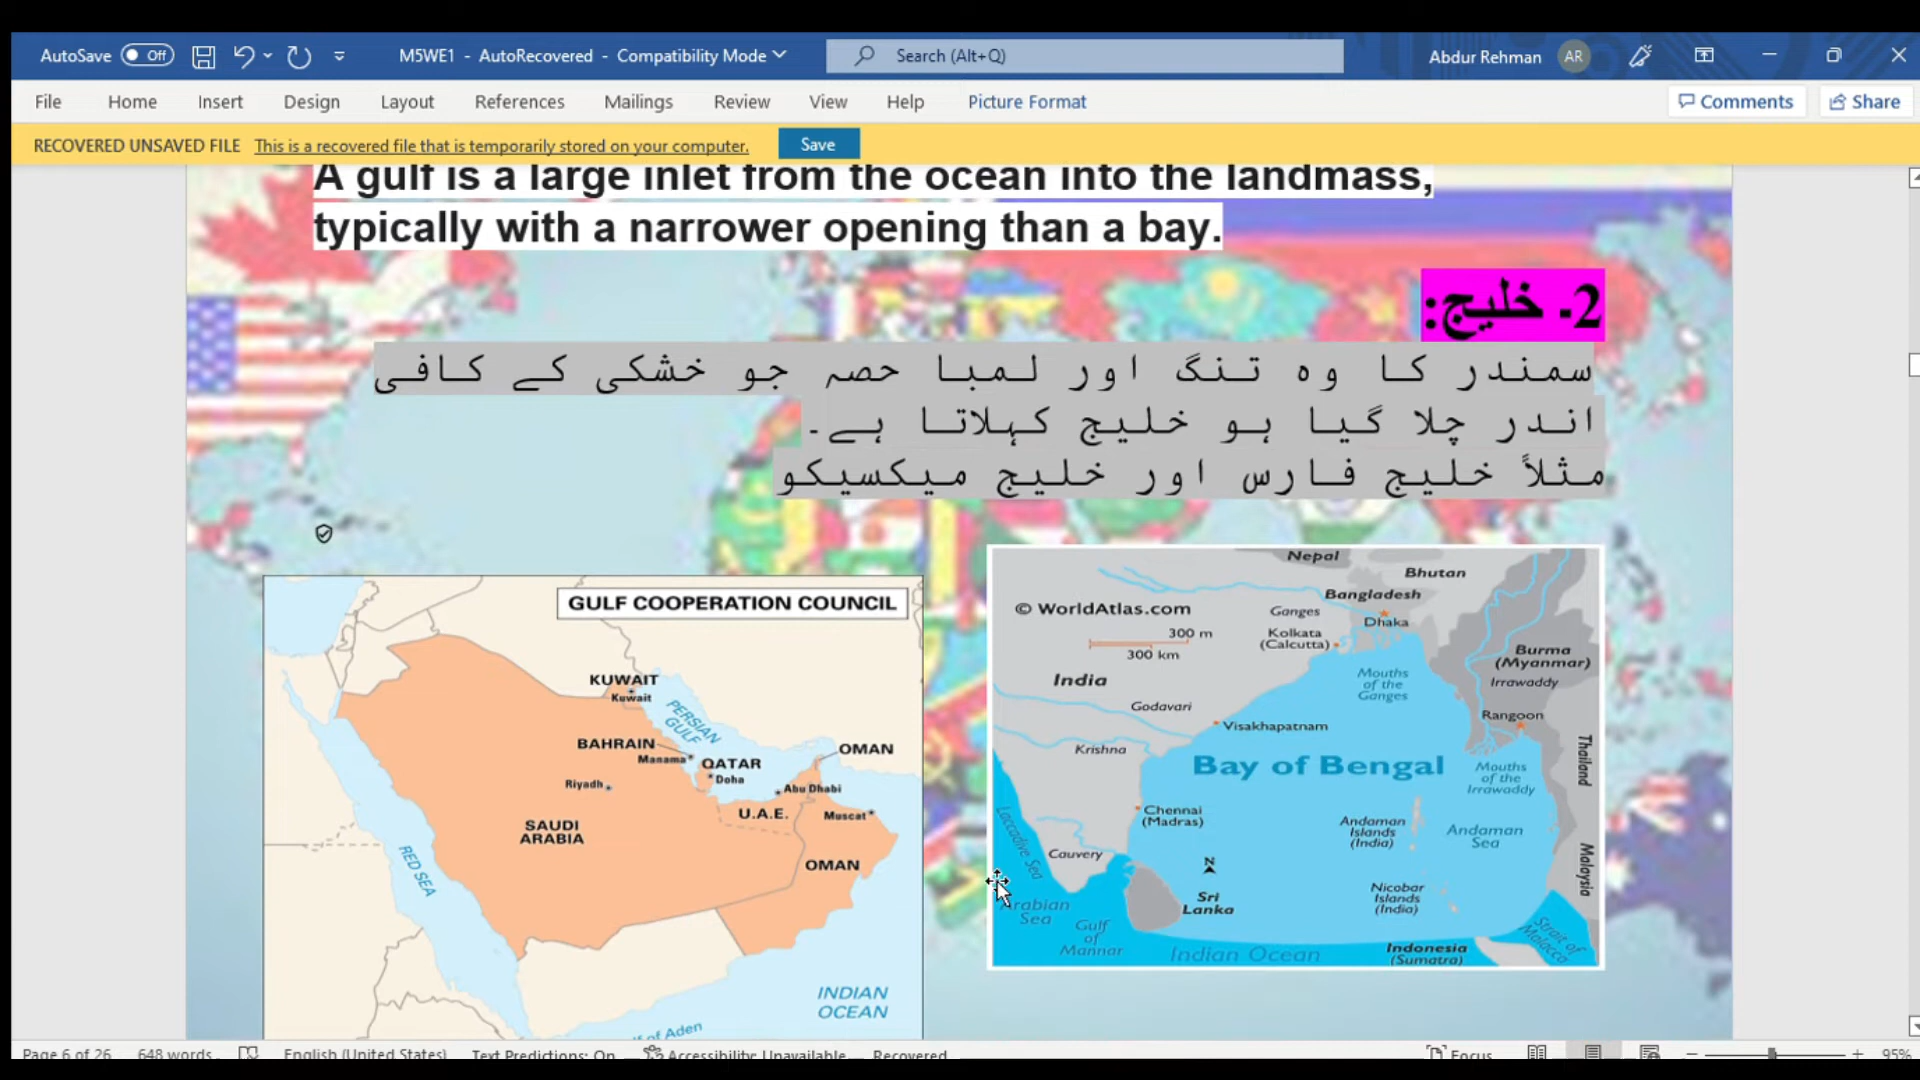 AutoSave Off M5WE1 - AutoRecovered - Compatibility Mode Search (Alt+Q) Abdur Rehman AR
File Home Insert Design Layout References Mailings Review View Help Picture Format Comments Share
RECOVERED UNSAVED FILE This is a recovered file that is temporarily stored on your computer. Save
A gulf is a large inlet from the ocean into the landmass,
typically with a narrower opening than a bay.
2- خلیج:
سمندر کا وہ تنگ اور لمبا حصہ جو خشکی کے کافی
اندر چلا گیا ہو خلیج کہلاتا ہے۔
مثلاً خلیج فارس اور خلیج میکسیکو
GULF COOPERATION COUNCIL
KUWAIT
Kuwait
PERSIAN
GULF
BAHRAIN
Manama
QATAR
Doha
OMAN
Riyadh
Abu Dhabi
U.A.E.
Muscat
SAUDI
ARABIA
OMAN
RED SEA
INDIAN
OCEAN
of Aden
Nepal
Bhutan
© WorldAtlas.com
Bangladesh
Ganges
Dhaka
300 m
Kolkata
(Calcutta)
300 km
Burma
(Myanmar)
India
Mouths
of the
Ganges
Irrawaddy
Godavari
Rangoon
Visakhapatnam
Krishna
Bay of Bengal
Thailand
Mouths
of the
Irrawaddy
Chennai
(Madras)
Andaman
Islands
(India)
Andaman
Sea
Laccadive Sea
Cauvery
Malaysia
N
Sri
Lanka
Nicobar
Islands
(India)
Arabian
Sea
Gulf
of
Mannar
Indian Ocean
Indonesia
(Sumatra)
Strait of
Malacca
Page 6 of 26 648 words English (United States) Text Predictions: On Accessibility: Unavailable Recovered Focus 95%